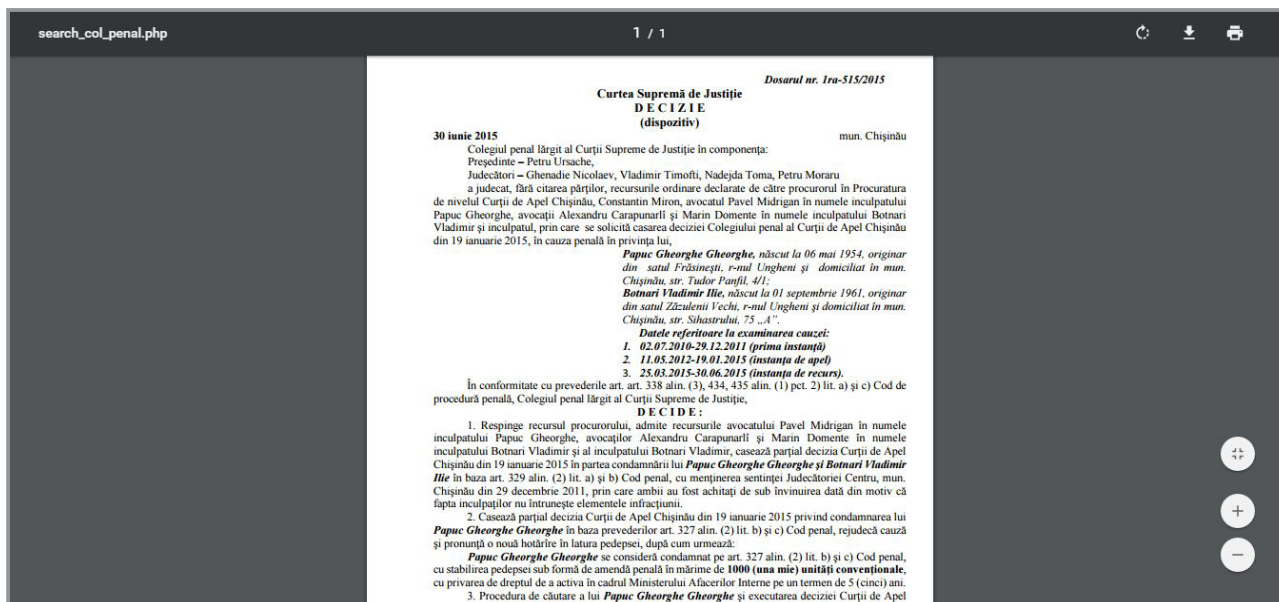 search_col_penal.php
1 / 1
Dosarul nr. 1ra-515/2015
Curtea Supremă de Justiție
D E C I Z I E
(dispozitiv)
30 iunie 2015 mun. Chișinău
Colegiul penal lărgit al Curții Supreme de Justiție în componența:
Președinte – Petru Ursache,
Judecători – Ghenadie Nicolaev, Vladimir Timofti, Nadejda Toma, Petru Moraru
a judecat, fără citarea părților, recursurile ordinare declarate de către procurorul în Procuratura
de nivelul Curții de Apel Chișinău, Constantin Miron, avocatul Pavel Midrigan în numele inculpatului
Papuc Gheorghe, avocații Alexandru Carapunarlî și Marin Domente în numele inculpatului Botnari
Vladimir și inculpat, prin care se solicită casarea deciziei Colegiului penal al Curții de Apel Chișinău
din 19 ianuarie 2015, în cauza penală în privința lui,
Papuc Gheorghe Gheorghe, născut la 06 mai 1954, originar
din satul Frăsinești, r-nul Ungheni și domiciliat în mun.
Chișinău, str. Tudor Panfil, 4/1;
Botnari Vladimir Ilie, născut la 01 septembrie 1961, originar
din satul Zăzulenii Vechi, r-nul Ungheni și domiciliat în mun.
Chișinău, str. Sihastrului, 75 „A”.
Datele referitoare la examinarea cauzei:
1. 02.07.2010-29.12.2011 (prima instanță)
2. 11.05.2012-19.01.2015 (instanța de apel)
3. 25.03.2015-30.06.2015 (instanța de recurs).
În conformitate cu prevederile art. art. 338 alin. (3), 434, 435 alin. (1) pct. 2) lit. a) și c) Cod de
procedură penală, Colegiul penal lărgit al Curții Supreme de Justiție,
D E C I D E :
1. Respinge recursul procurorului, admite recursurile avocatului Pavel Midrigan în numele
inculpatului Papuc Gheorghe, avocaților Alexandru Carapunarlî și Marin Domente în numele
inculpatului Botnari Vladimir și al inculpatului Botnari Vladimir, casează parțial decizia Curții de Apel
Chișinău din 19 ianuarie 2015 în partea condamnării lui Papuc Gheorghe Gheorghe și Botnari Vladimir
Ilie în baza art. 329 alin. (2) lit. a) și b) Cod penal, cu menținerea sentinței Judecătoriei Centru, mun.
Chișinău din 29 decembrie 2011, prin care ambii au fost achitați de sub învinuirea dată din motiv că
fapta inculpaților nu întrunește elementele infracțiunii.
2. Casează parțial decizia Curții de Apel Chișinău din 19 ianuarie 2015 privind condamnarea lui
Papuc Gheorghe Gheorghe în baza prevederilor art. 327 alin. (2) lit. b) și c) Cod penal, rejudecă cauză
și pronunță o nouă hotărîre în latura pedepsei, după cum urmează:
Papuc Gheorghe Gheorghe se consideră condamnat pe art. 327 alin. (2) lit. b) și c) Cod penal,
cu stabilirea pedepsei sub formă de amendă penală în mărime de 1000 (una mie) unități convenționale,
cu privarea de dreptul de a activa în cadrul Ministerului Afacerilor Interne pe un termen de 5 (cinci) ani.
3. Procedura de căutare a lui Papuc Gheorghe Gheorghe și executarea deciziei Curții de Apel